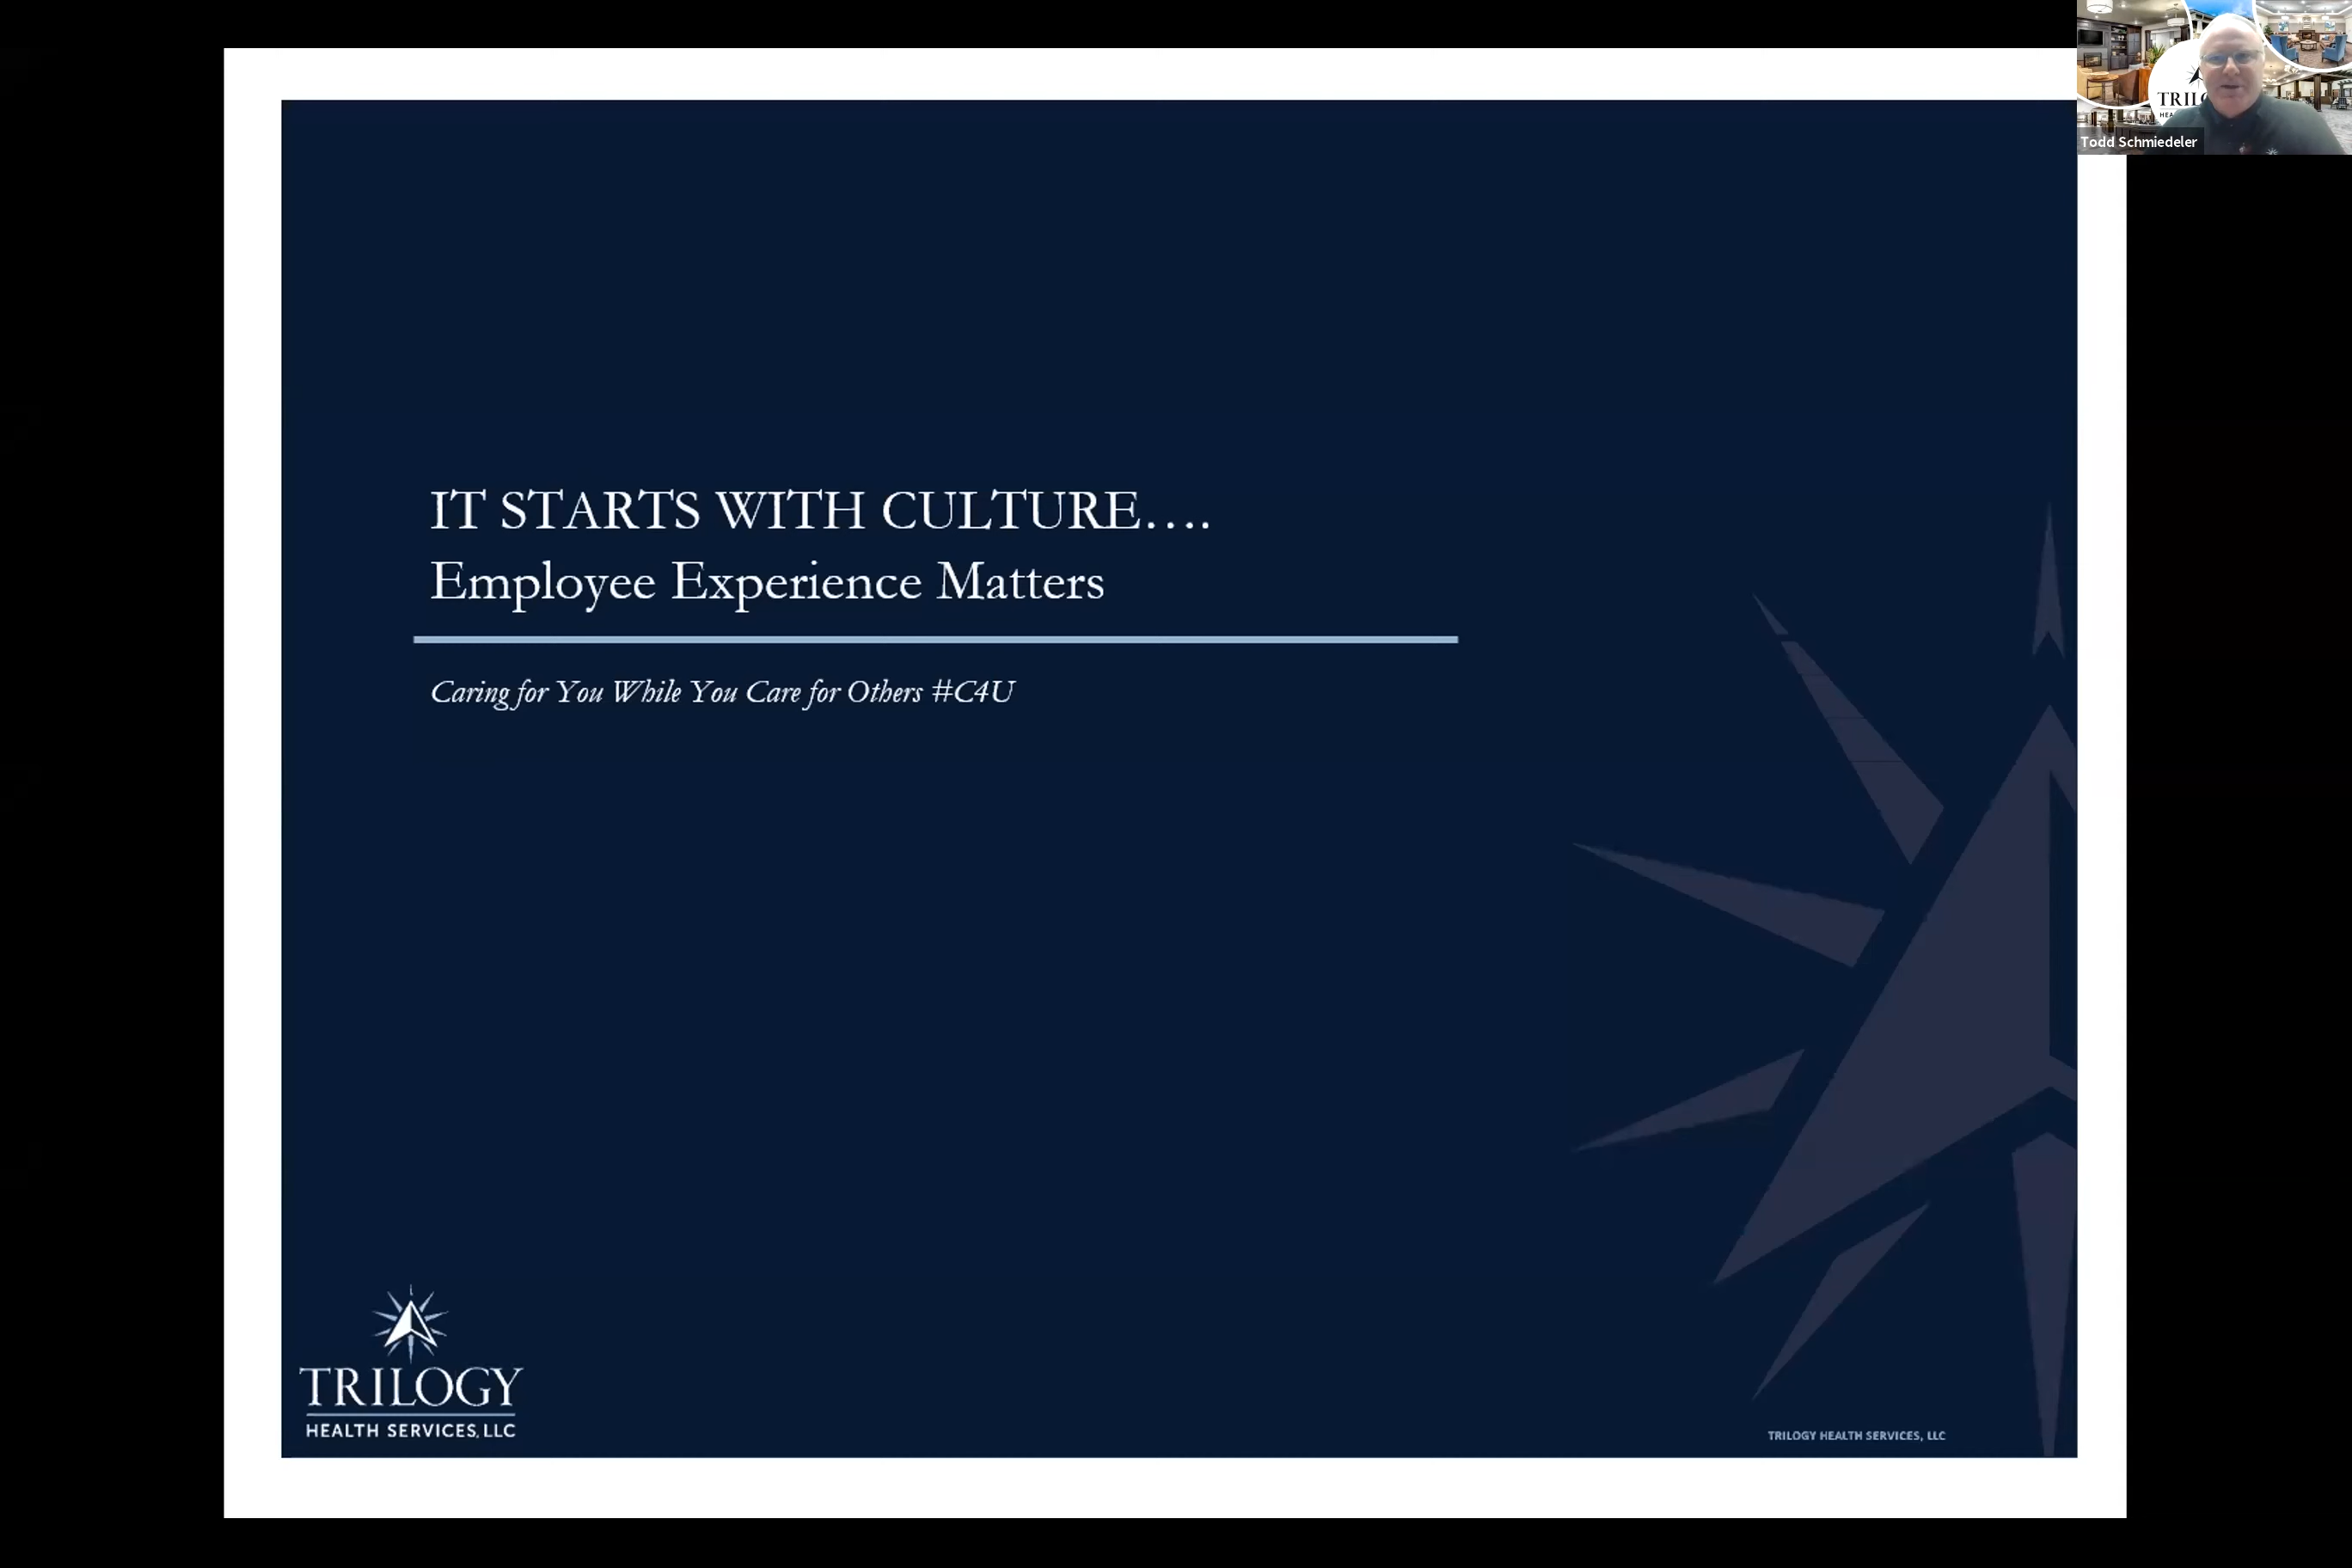 IT STARTS WITH CULTURE....
Employee Experience Matters
Caring for You While You Care for Others #C4U
TRILOGY
HEALTH SERVICES, LLC
TRILOGY HEALTH SERVICES, LLC
Todd Schmiedeler